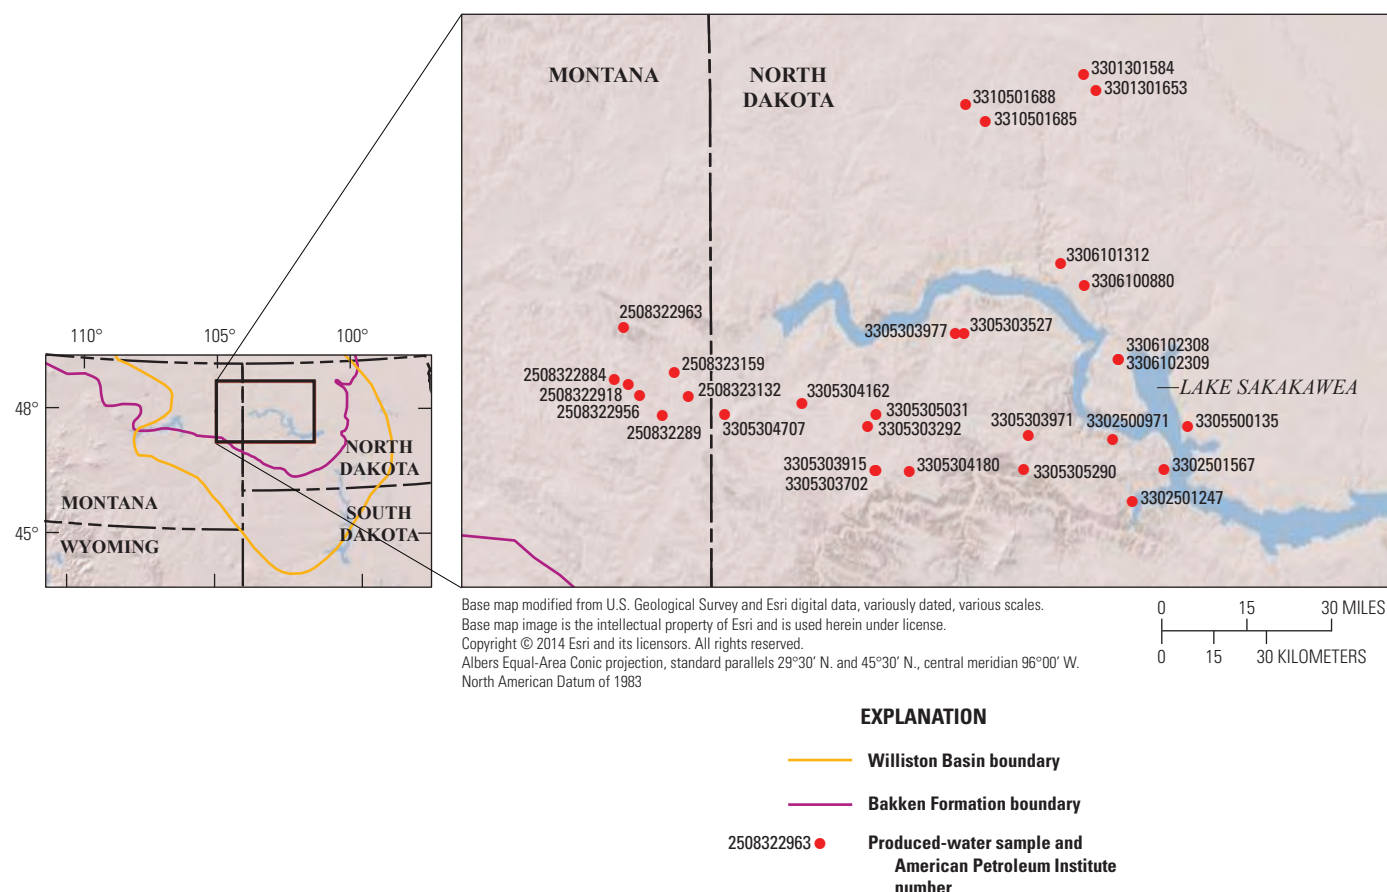 110°
105°
100°
48°
45°
NORTH
DAKOTA
MONTANA
SOUTH
DAKOTA
WYOMING
MONTANA
NORTH
DAKOTA
3301301584
3301301653
3310501688
3310501685
3306101312
3306100880
2508322963
3305303977
3305303527
3306102308
3306102309
LAKE SAKAKAWEA
2508323159
2508322884
2508322918
2508323132
2508322956
250832289
3305304162
3305304707
3305305031
3305303292
3305303971
3302500971
3305500135
3305303915
3305303702
3305304180
3305305290
3302501567
3302501247
Base map modified from U.S. Geological Survey and Esri digital data, variously dated, various scales.
Base map image is the intellectual property of Esri and is used herein under license.
Copyright © 2014 Esri and its licensors. All rights reserved.
Albers Equal-Area Conic projection, standard parallels 29°30′ N. and 45°30′ N., central meridian 96°00′ W.
North American Datum of 1983
0 15 30 MILES
0 15 30 KILOMETERS
EXPLANATION
Williston Basin boundary
Bakken Formation boundary
2508322963 Produced-water sample and
American Petroleum Institute
number